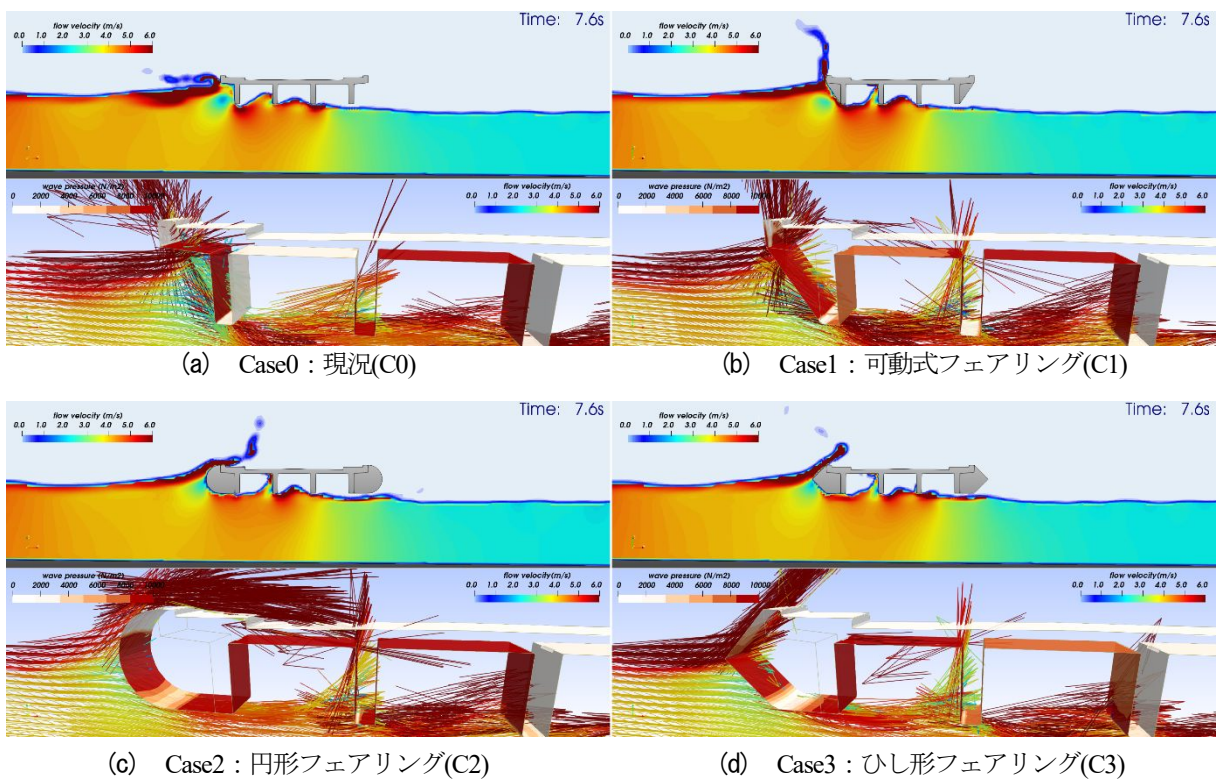 Time: 7.6s
flow velocity (m/s)
0.0 1.0 2.0 3.0 4.0 5.0 6.0
wave pressure (N/m2)
0 2000 4000 6000 8000
flow velocity (m/s)
0.0 1.0 2.0 3.0 4.0 5.0 6.0
(a) Case0：現況(C0)
Time: 7.6s
flow velocity (m/s)
0.0 1.0 2.0 3.0 4.0 5.0 6.0
wave pressure (N/m2)
0 2000 4000 6000 8000 10000
flow velocity (m/s)
0.0 1.0 2.0 3.0 4.0 5.0 6.0
(b) Case1：可動式フェアリング(C1)
Time: 7.6s
flow velocity (m/s)
0.0 1.0 2.0 3.0 4.0 5.0 6.0
wave pressure (N/m2)
0 2000 4000 6000 8000
flow velocity (m/s)
0.0 1.0 2.0 3.0 4.0 5.0 6.0
(c) Case2：円形フェアリング(C2)
Time: 7.6s
flow velocity (m/s)
0.0 1.0 2.0 3.0 4.0 5.0 6.0
wave pressure (N/m2)
0 2000 4000 6000 8000 10000
flow velocity (m/s)
0.0 1.0 2.0 3.0 4.0 5.0 6.0
(d) Case3：ひし形フェアリング(C3)